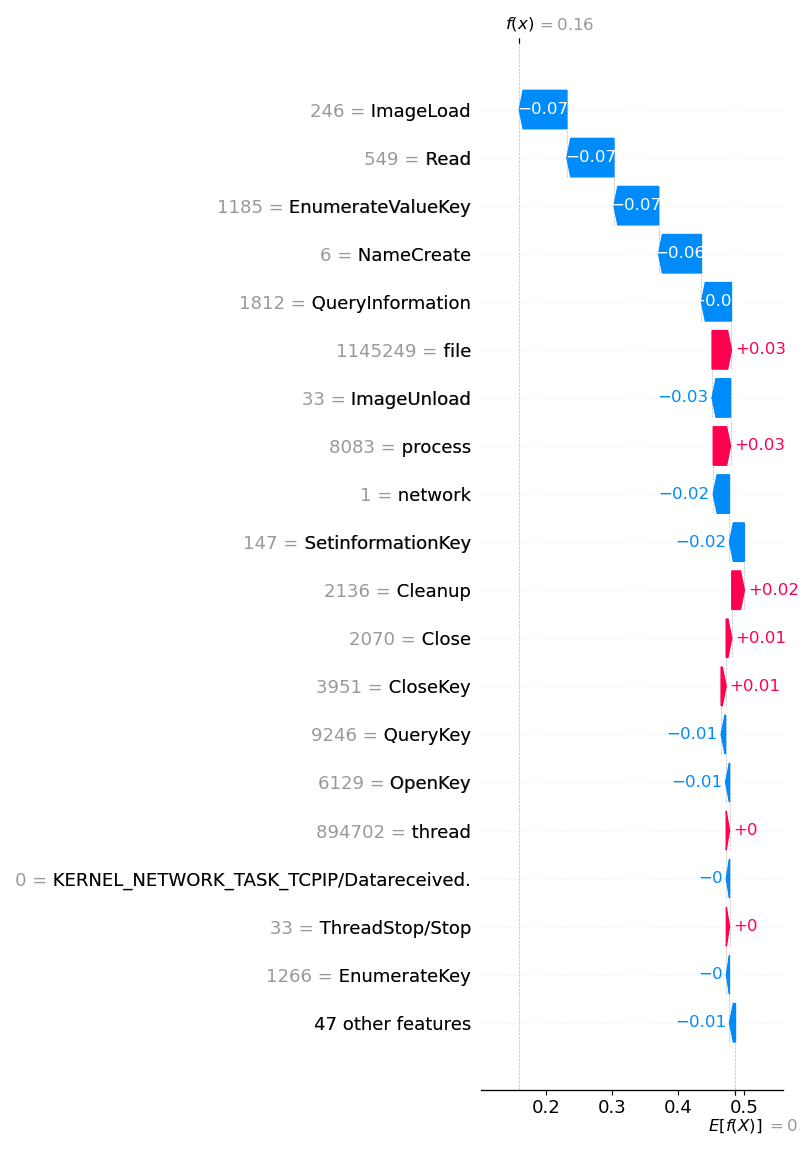 f(x) = 0.16
246 = ImageLoad −0.07
549 = Read −0.07
1185 = EnumerateValueKey −0.07
6 = NameCreate −0.06
1812 = QueryInformation −0.0
1145249 = file +0.03
33 = ImageUnload −0.03
8083 = process +0.03
1 = network −0.02
147 = SetinformationKey −0.02
2136 = Cleanup +0.02
2070 = Close +0.01
3951 = CloseKey +0.01
9246 = QueryKey −0.01
6129 = OpenKey −0.01
894702 = thread +0
0 = KERNEL_NETWORK_TASK_TCPIP/Datareceived. −0
33 = ThreadStop/Stop +0
1266 = EnumerateKey −0
47 other features −0.01
0.2 0.3 0.4 0.5
E[f(X)] = 0.